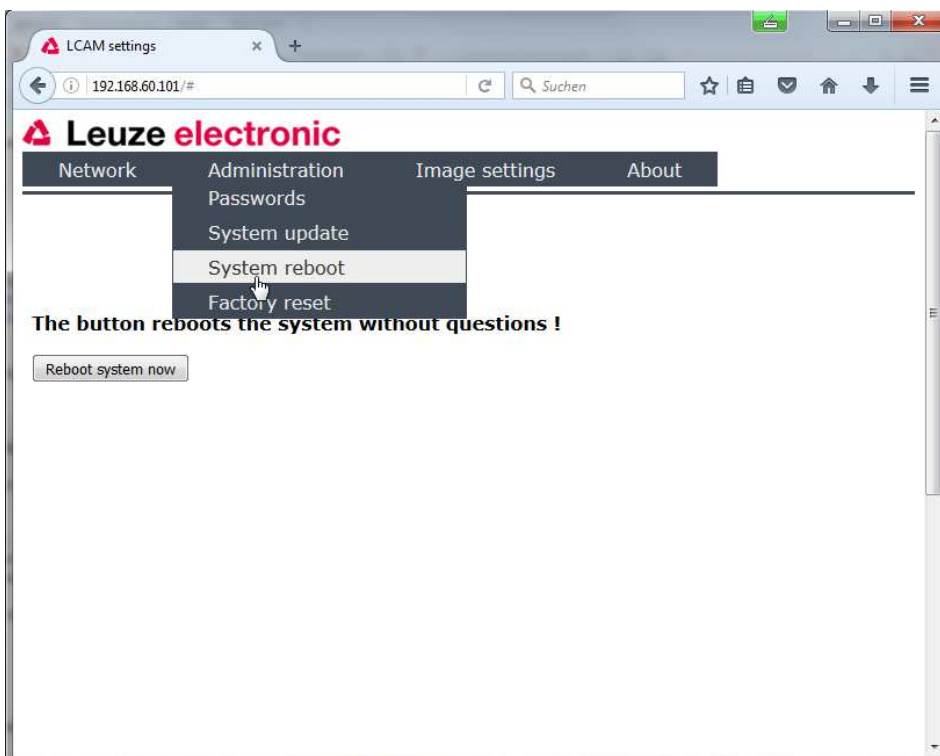 LCAM settings
192.168.60.101/#
Suchen
Leuze electronic
Network Administration Image settings About
Passwords
System update
System reboot
Factory reset
The button reboots the system without questions !
Reboot system now